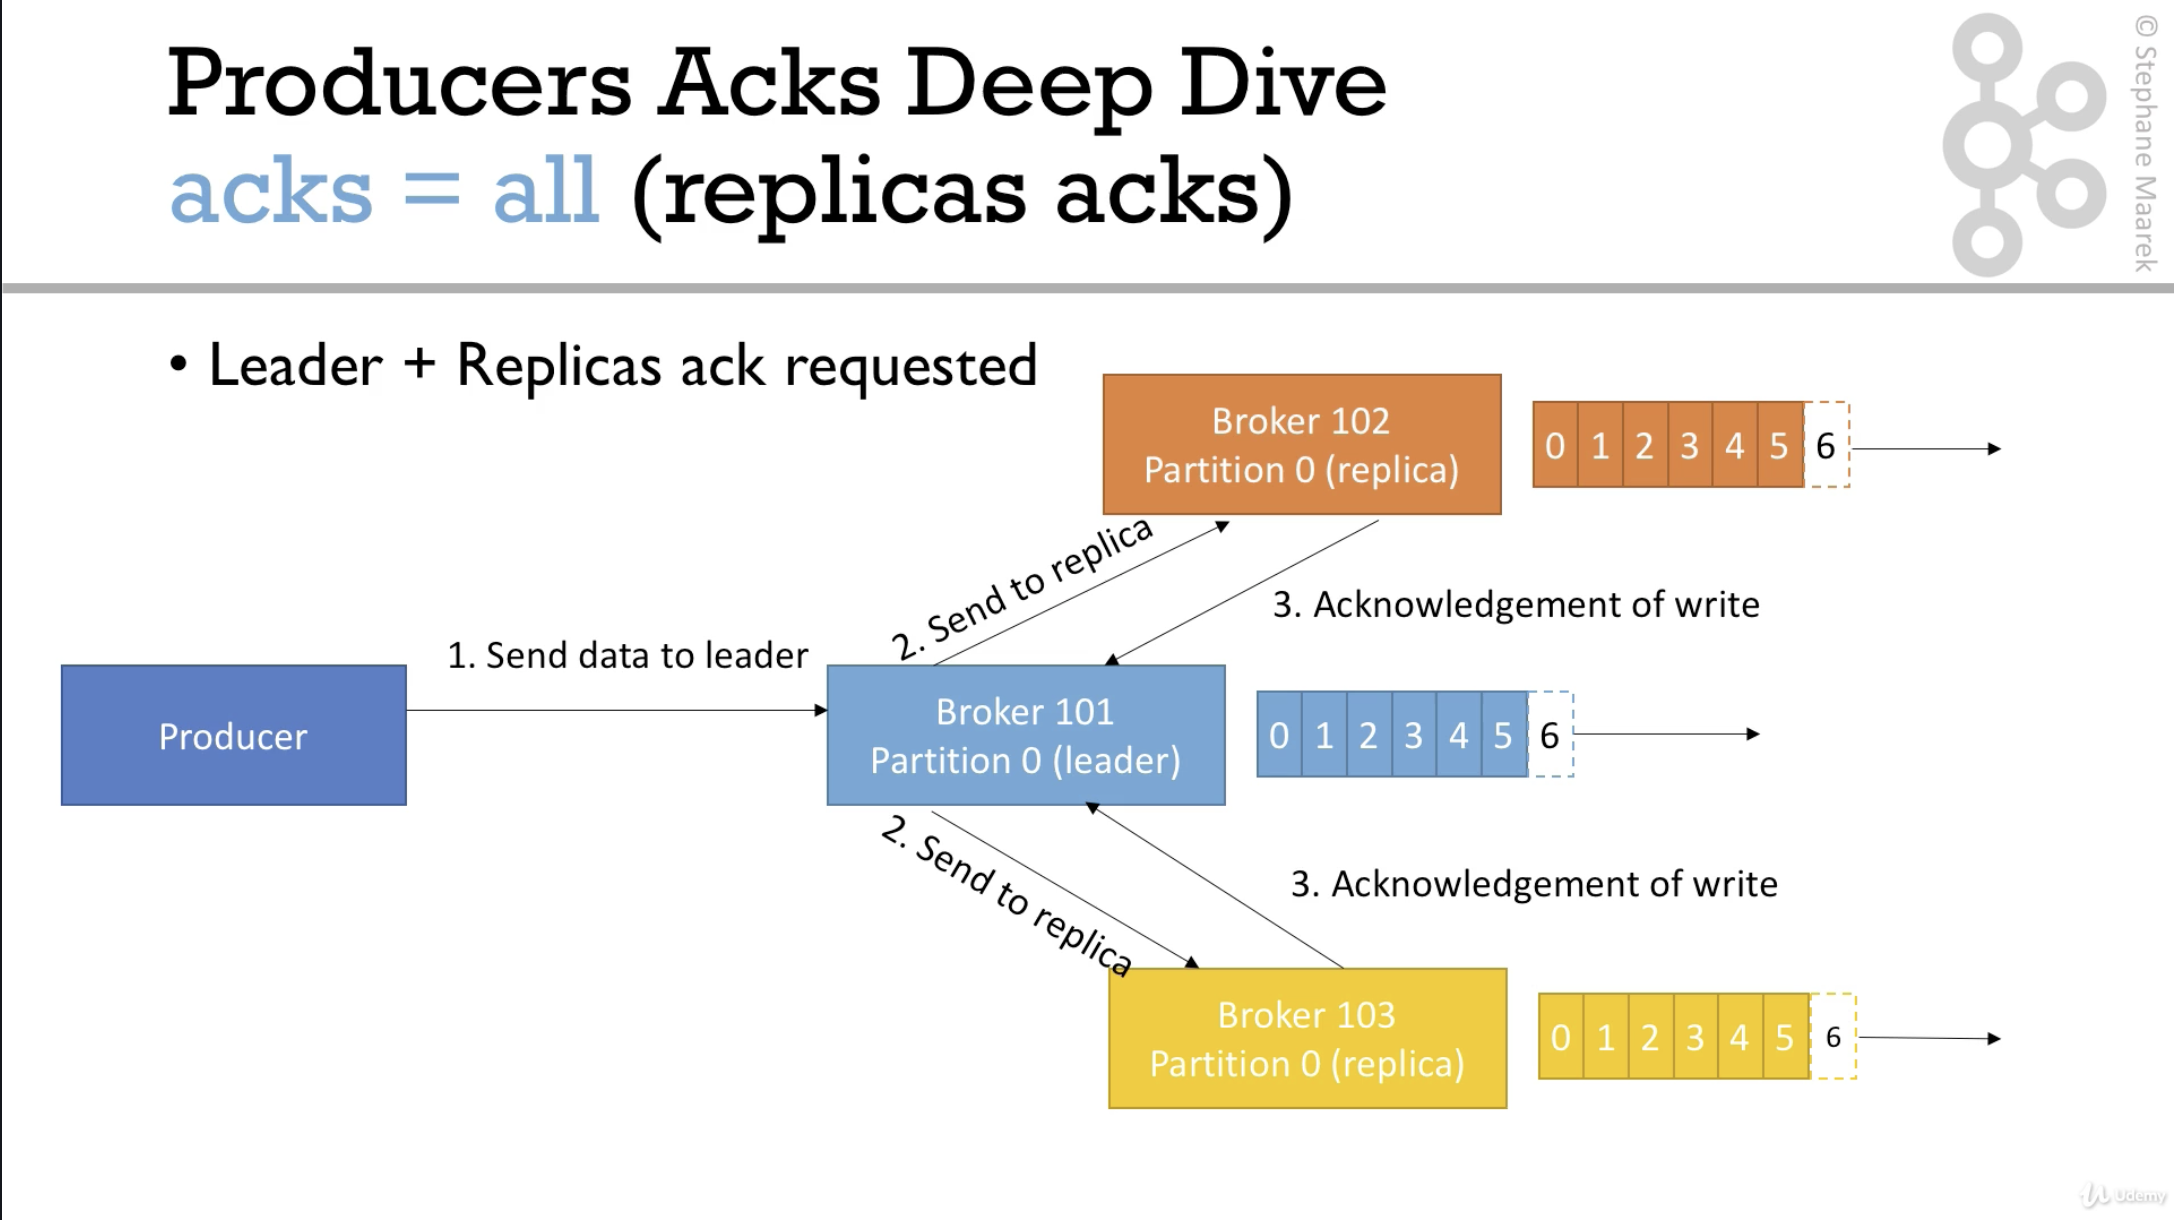 Producers Acks Deep Dive
acks = all (replicas acks)
© Stephane Maarek
• Leader + Replicas ack requested
Broker 102
Partition 0 (replica)
0 1 2 3 4 5 6
2. Send to replica
3. Acknowledgement of write
1. Send data to leader
Producer
Broker 101
Partition 0 (leader)
0 1 2 3 4 5 6
2. Send to replica
3. Acknowledgement of write
Broker 103
Partition 0 (replica)
0 1 2 3 4 5 6
Udemy